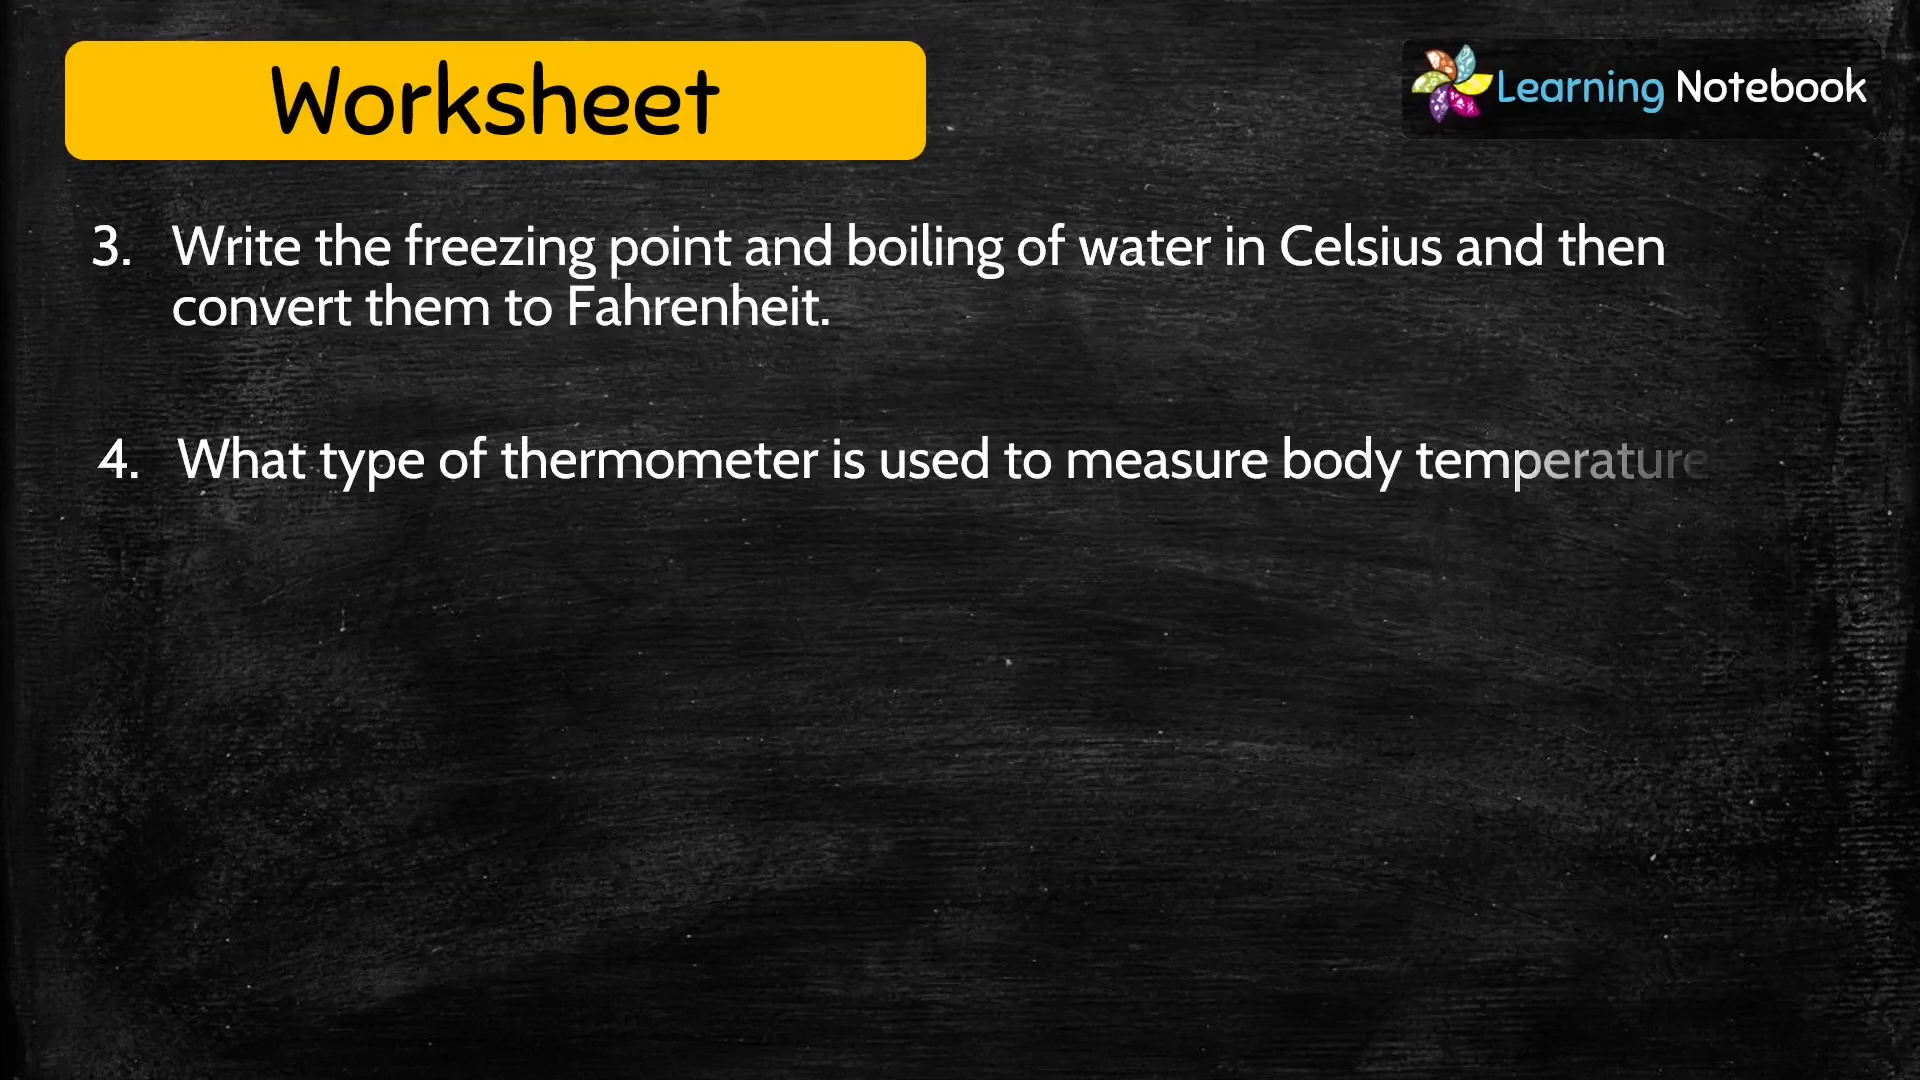 Worksheet
Learning Notebook
3. Write the freezing point and boiling of water in Celsius and then
convert them to Fahrenheit.
4. What type of thermometer is used to measure body temperature